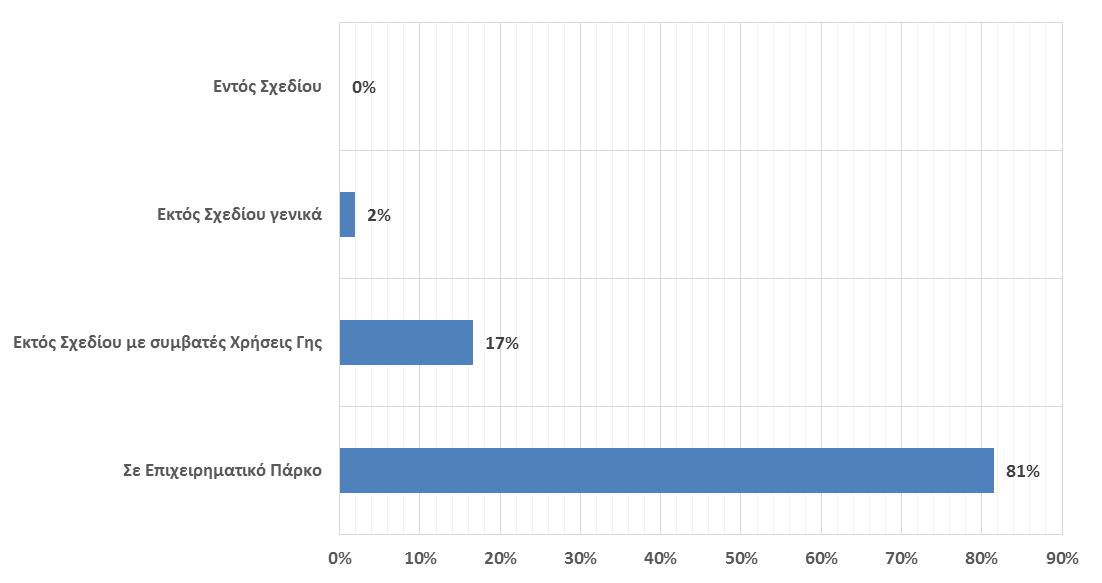 Εντός Σχεδίου 0%
Εκτός Σχεδίου γενικά 2%
Εκτός Σχεδίου με συμβατές Χρήσεις Γης 17%
Σε Επιχειρηματικό Πάρκο 81%
0% 10% 20% 30% 40% 50% 60% 70% 80% 90%